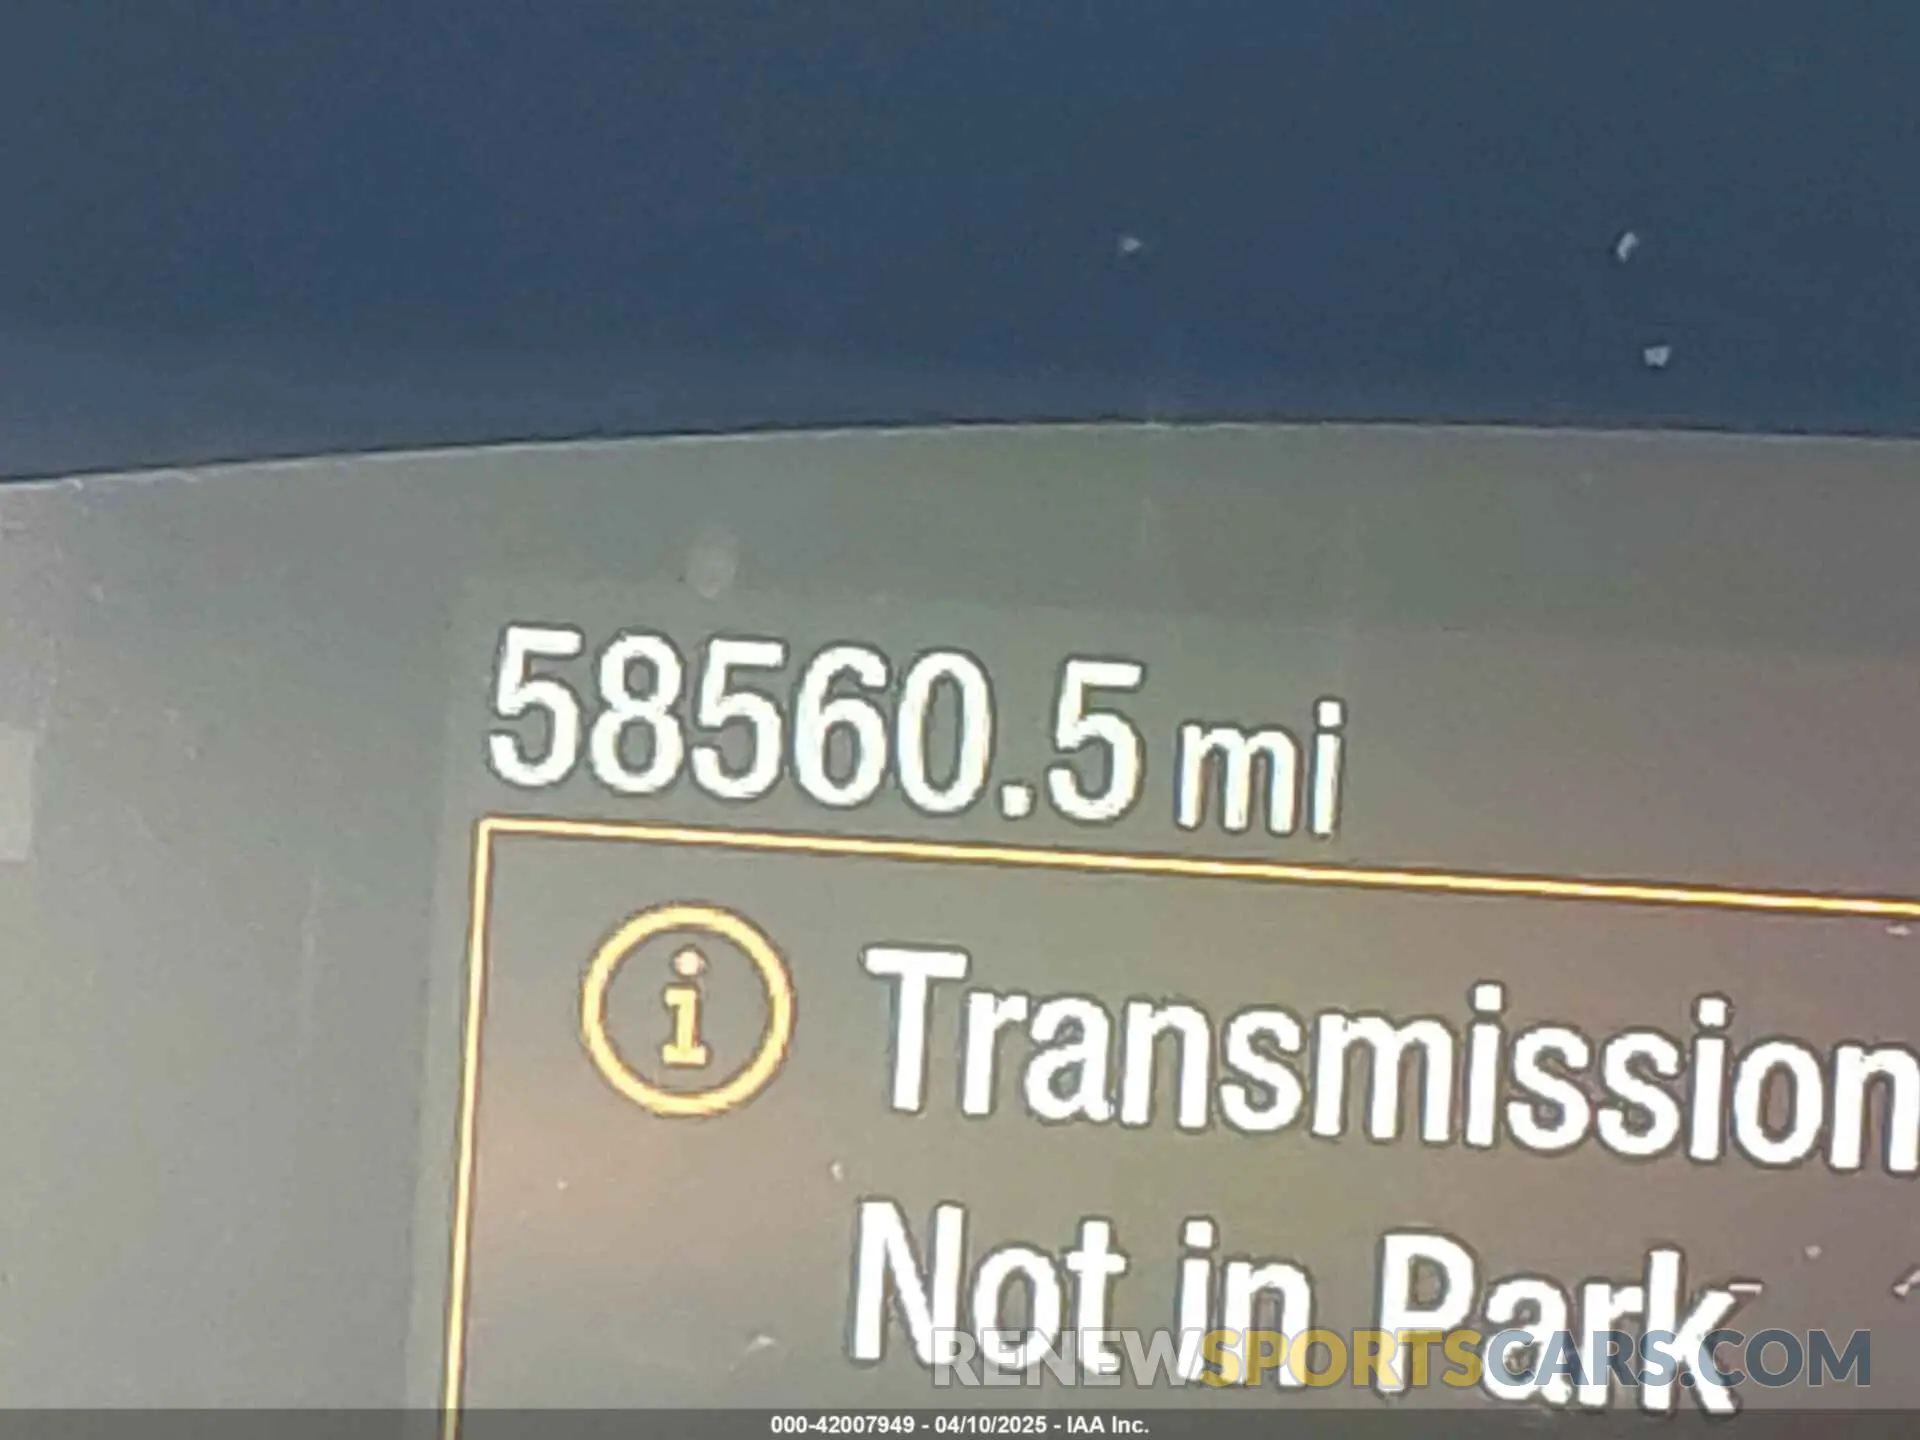 58560.5 mi
i Transmission
Not in Park
RENEWSPORTSCARS.COM
000-42007949 - 04/10/2025 - IAA Inc.